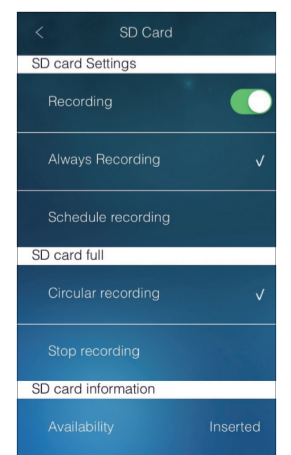 SD Card
SD card Settings
Recording
Always Recording
Schedule recording
SD card full
Circular recording
Stop recording
SD card information
Availability Inserted